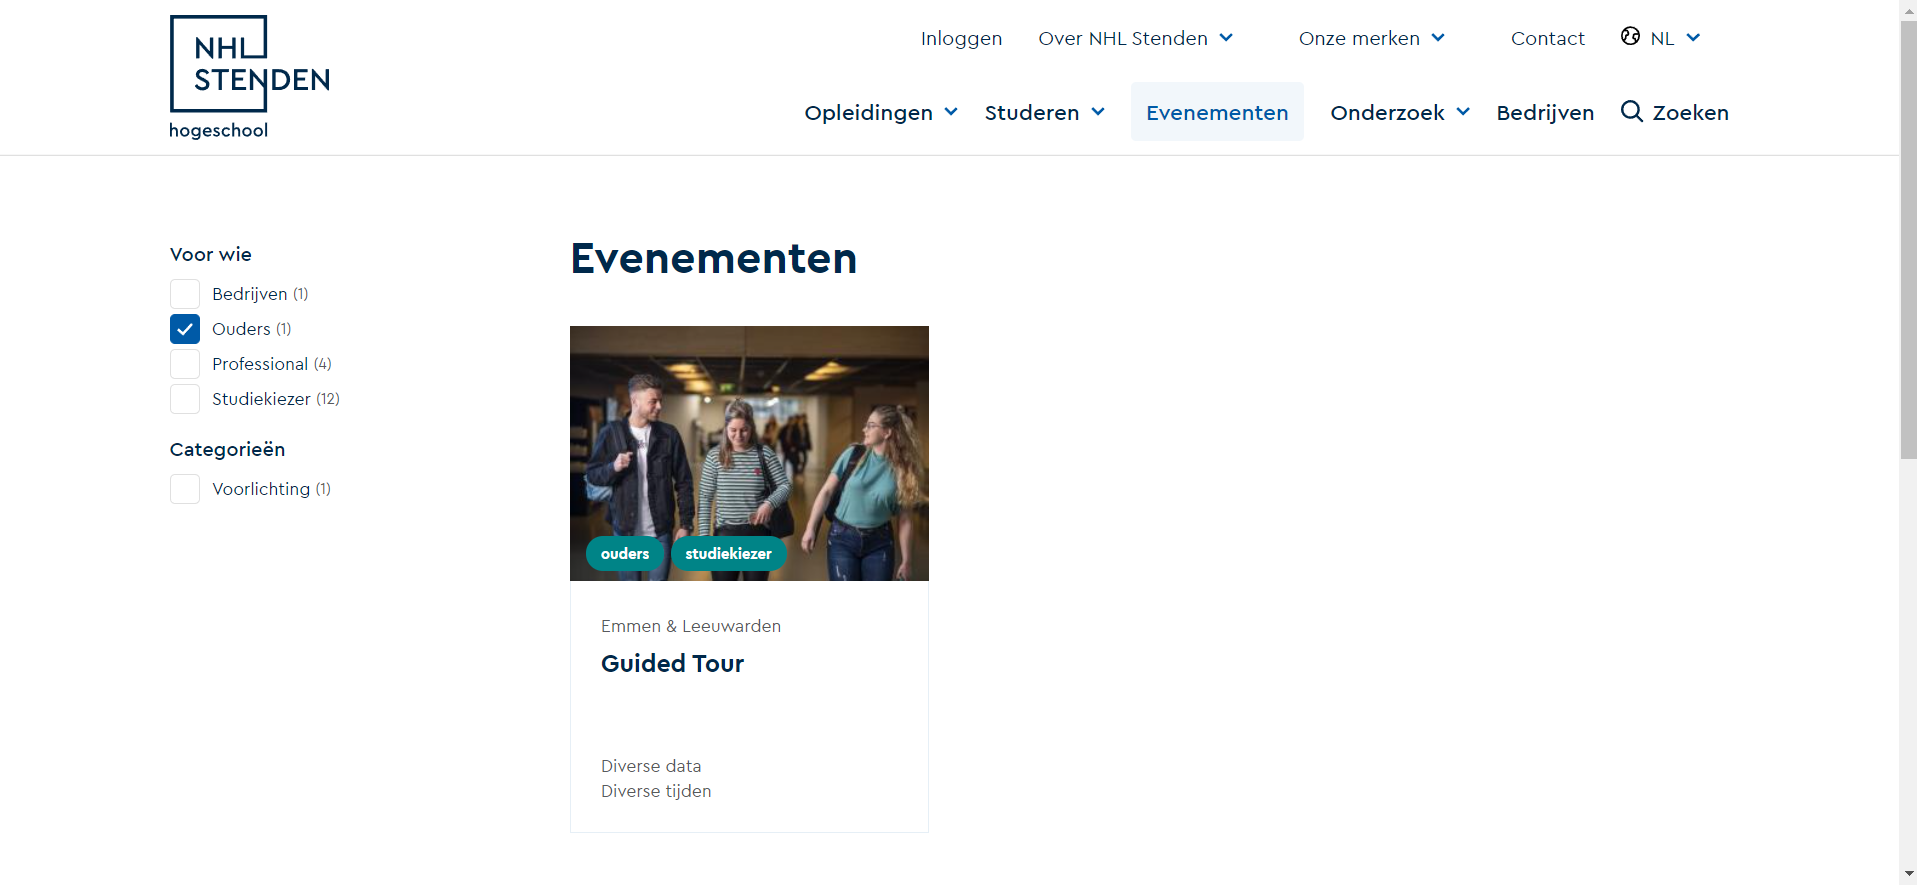 NHL
STENDEN
hogeschool
Inloggen
Over NHL Stenden
Onze merken
Contact
NL
Opleidingen
Studeren
Evenementen
Onderzoek
Bedrijven
Zoeken
Voor wie
Bedrijven (1)
Ouders (1)
Professional (4)
Studiekiezer (12)
Categorieën
Voorlichting (1)
Evenementen
ouders
studiekiezer
Emmen & Leeuwarden
Guided Tour
Diverse data
Diverse tijden